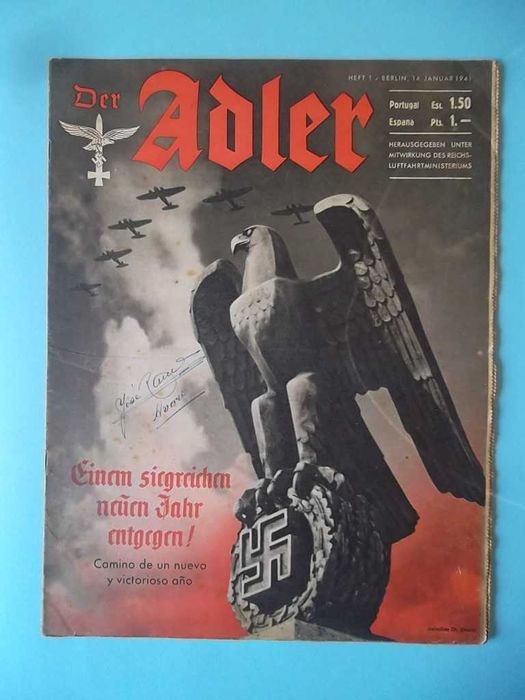 HEFT 1 / BERLIN, 14 JANUAR 1941
Der Adler
Portugal Esc. 1.50
España Pts. 1.—
HERAUSGEGEBEN UNTER
MITWIRKUNG DES REICHS-
LUFTFAHRTMINISTERIUMS
José
Einem siegreichen
neuen Jahr
entgegen!
Camino de un nuevo
y victorioso año